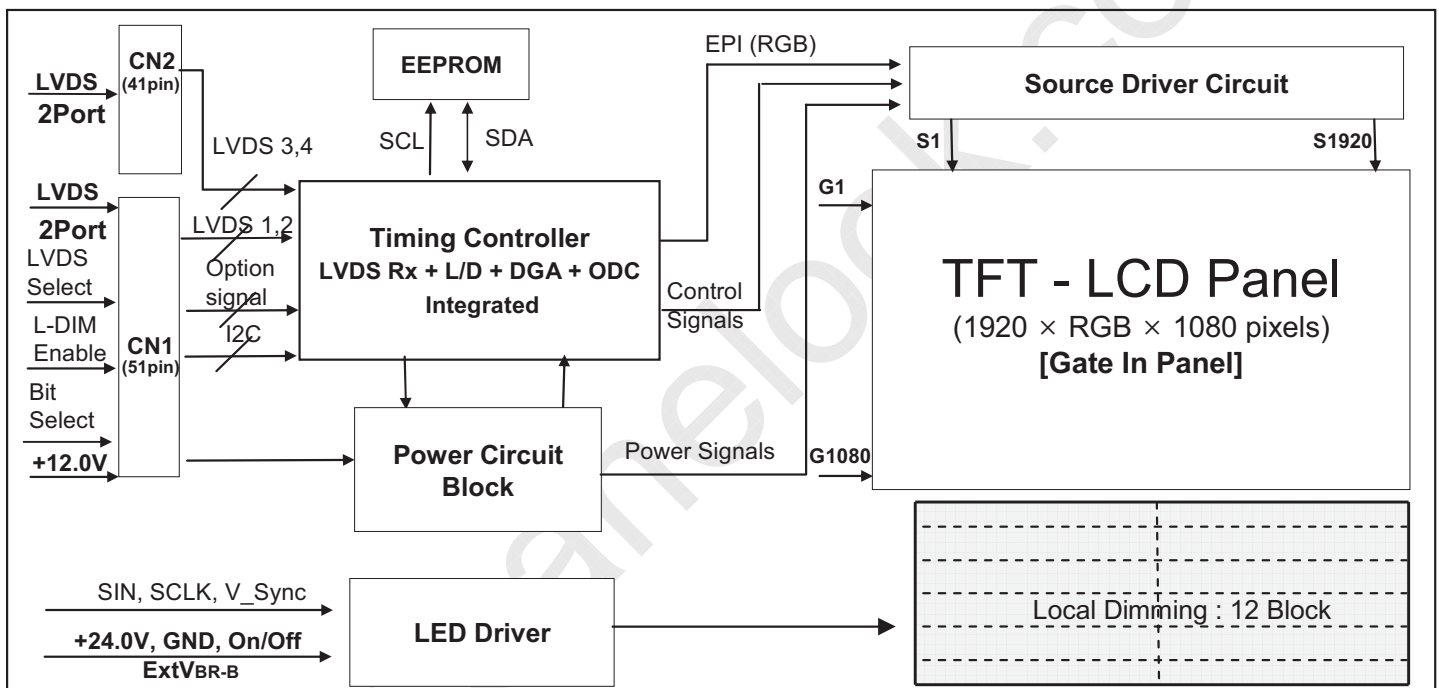 CN2
(41pin)
LVDS
2Port
EEPROM
EPI (RGB)
Source Driver Circuit
SCL
SDA
LVDS 3,4
S1
S1920
LVDS
2Port
CN1
(51pin)
LVDS 1,2
Option
signal
I2C
LVDS
Select
L-DIM
Enable
Bit
Select
+12.0V
Timing Controller
LVDS Rx + L/D + DGA + ODC
Integrated
Control
Signals
G1
G1080
TFT - LCD Panel
(1920 × RGB × 1080 pixels)
[Gate In Panel]
Power Circuit
Block
Power Signals
SIN, SCLK, V_Sync
+24.0V, GND, On/Off
ExtVBR-B
LED Driver
Local Dimming : 12 Block